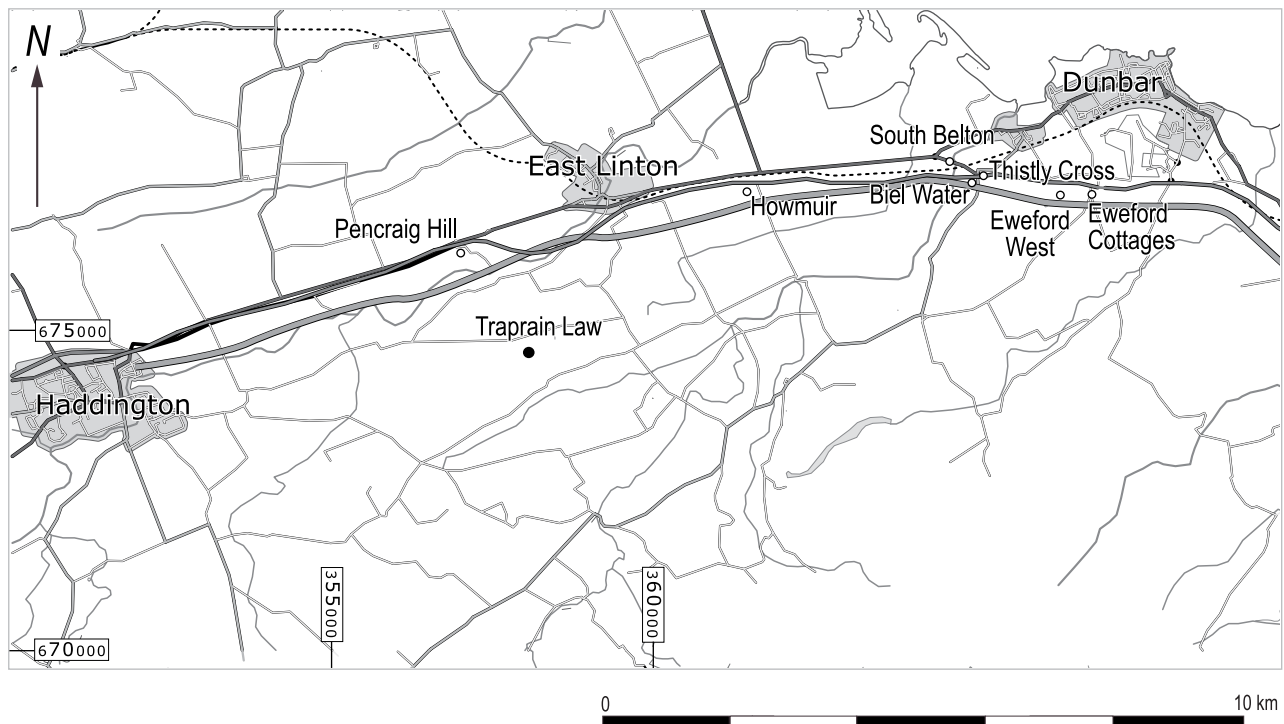 N
Dunbar
South Belton
East Linton
Thistly Cross
Biel Water
Howmuir
Eweford
West
Eweford
Cottages
Pencraig Hill
675000
Traprain Law
Haddington
355000
360000
670000
0
10 km